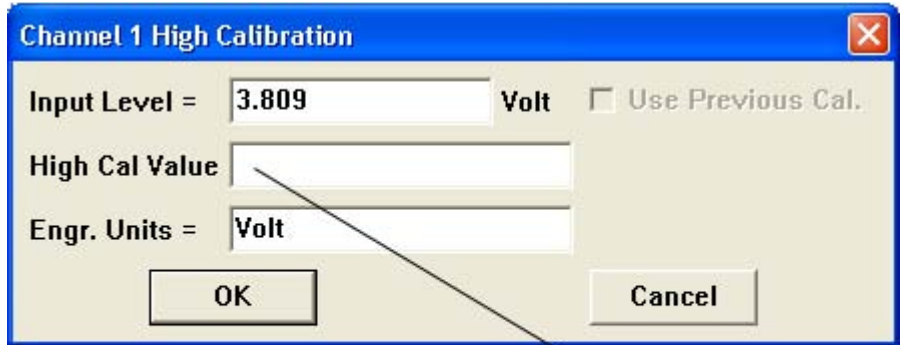 Channel 1 High Calibration
Input Level = 3.809 Volt Use Previous Cal.
High Cal Value
Engr. Units = Volt
OK Cancel